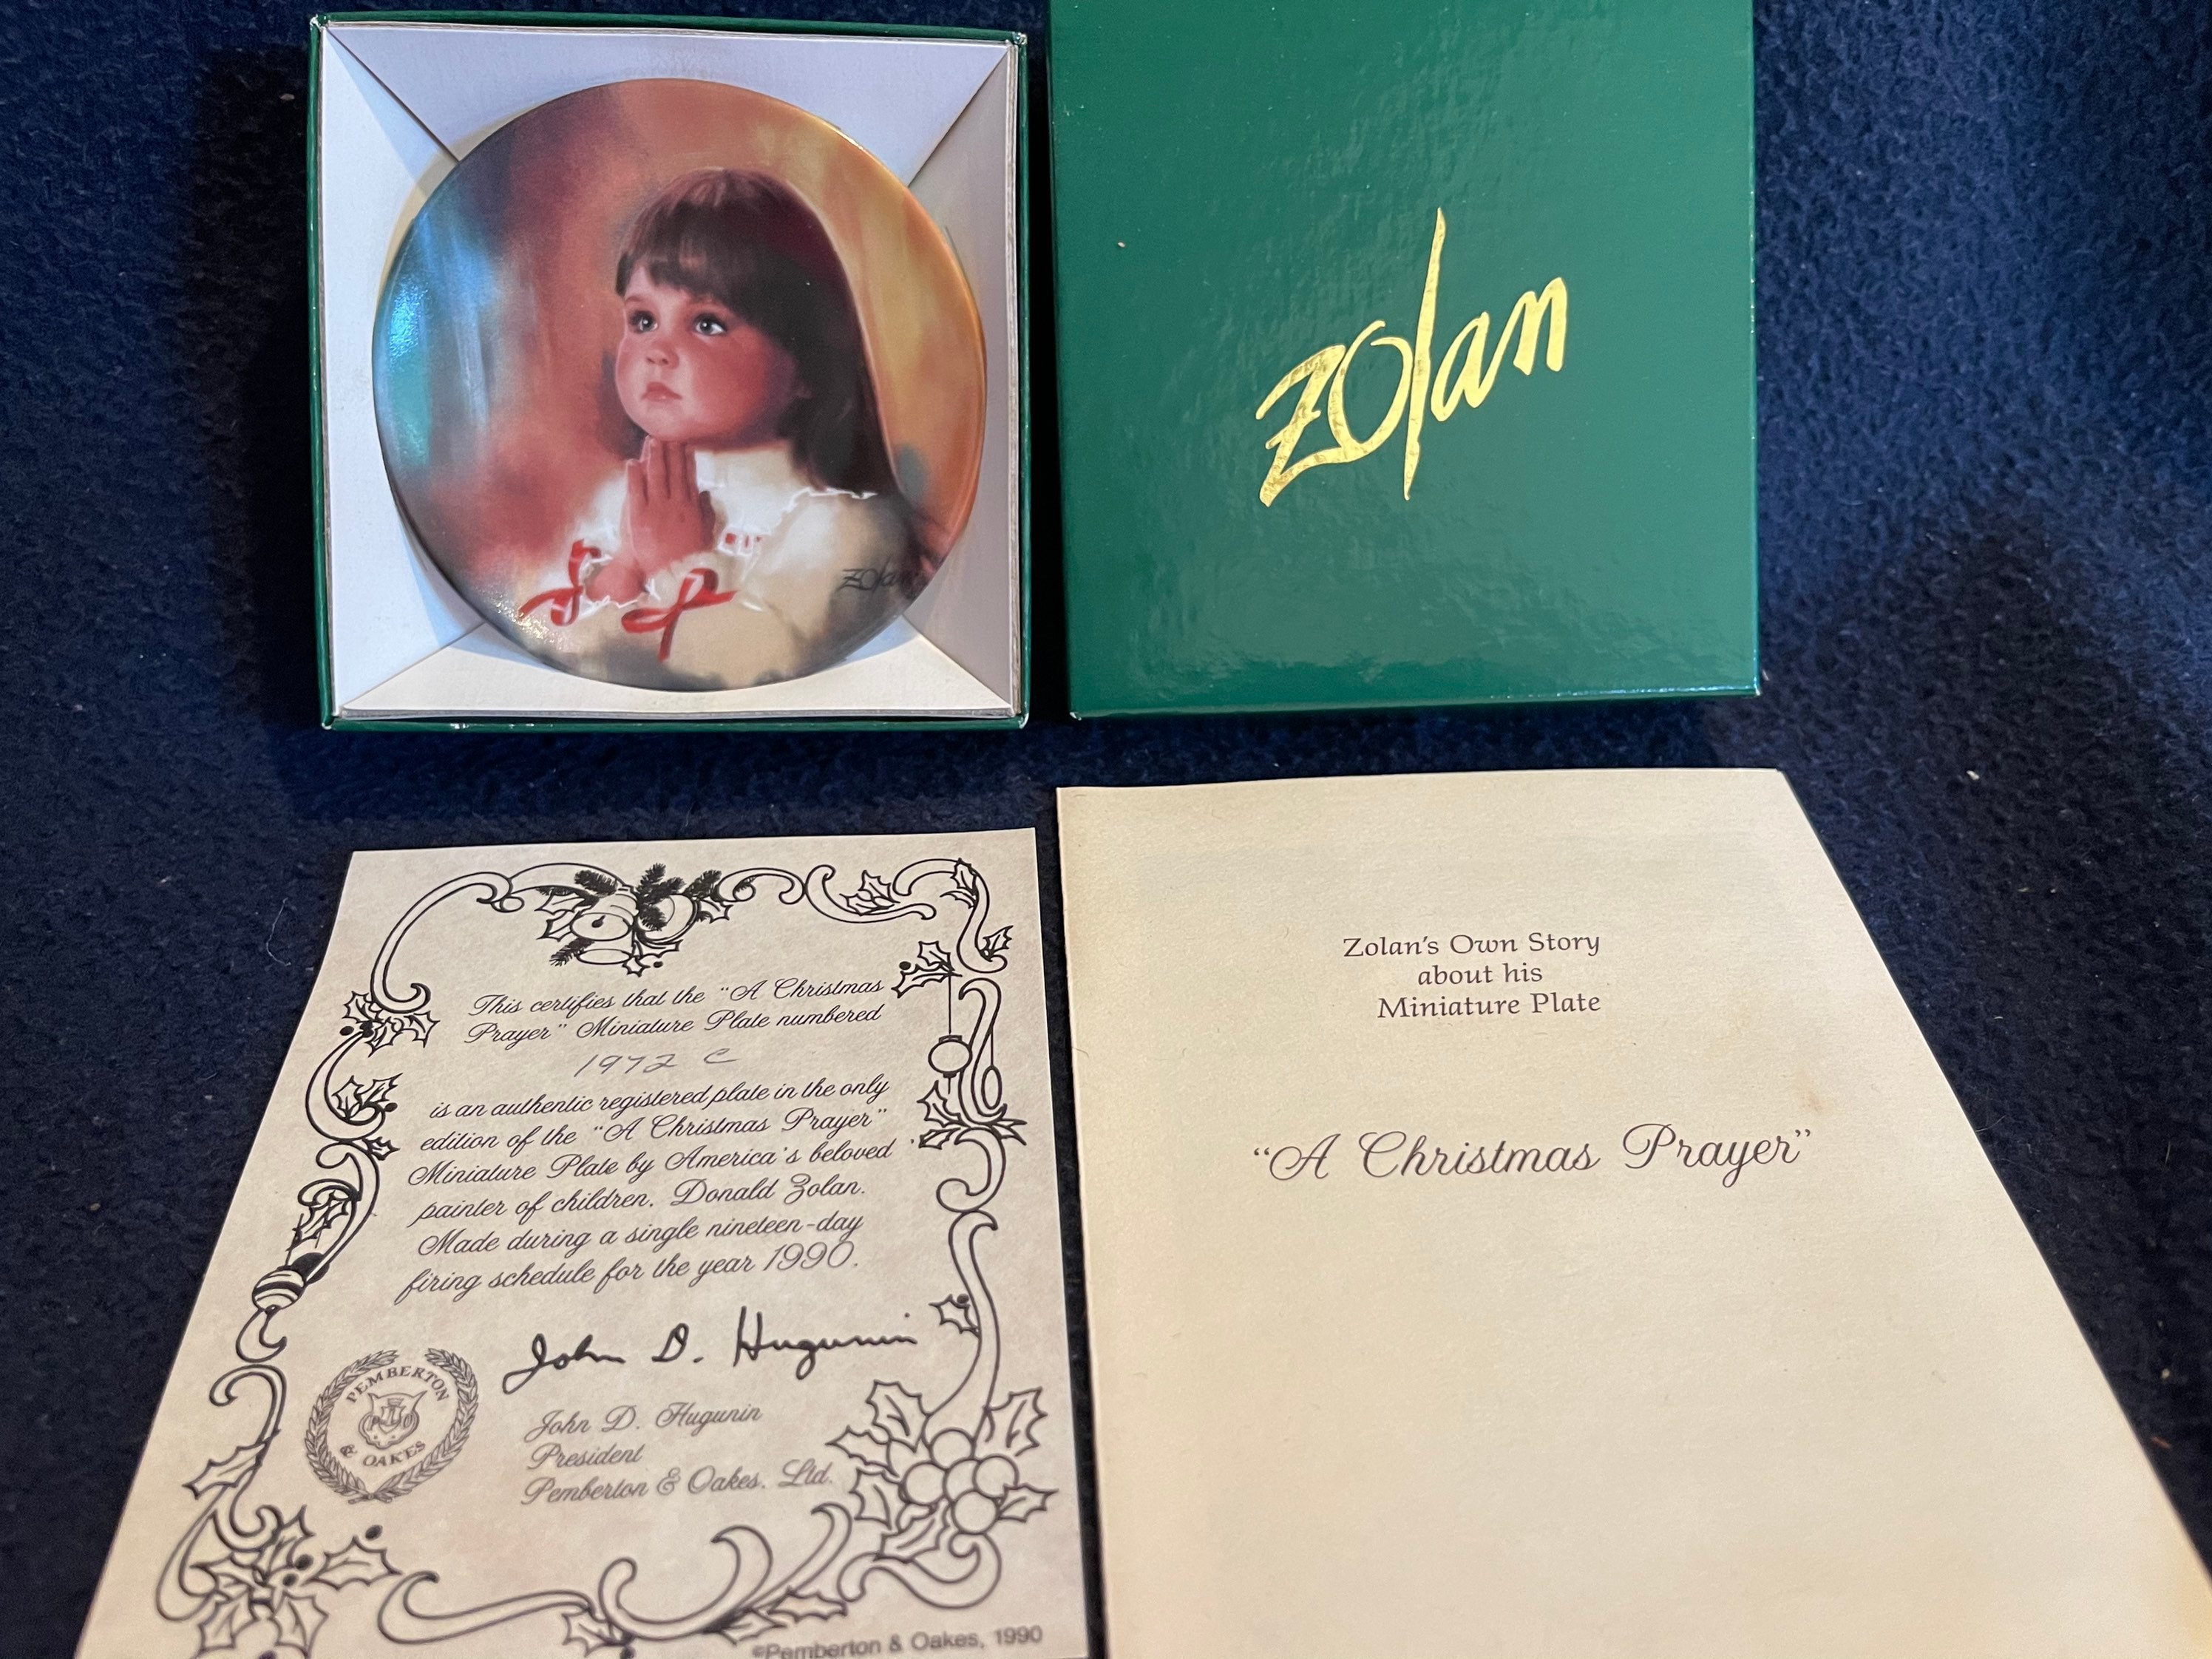 Zolan
Zolan
This certifies that the "A Christmas
Prayer" Miniature Plate numbered
1972 C
is an authentic registered plate in the only
edition of the "A Christmas Prayer"
Miniature Plate by America's beloved
painter of children, Donald Zolan.
Made during a single nineteen-day
firing schedule for the year 1990.
John D. Hugunin
PEMBERTON
& OAKES
John D. Hugunin
President
Pemberton & Oakes, Ltd.
©Pemberton & Oakes, 1990
Zolan's Own Story
about his
Miniature Plate
"A Christmas Prayer"